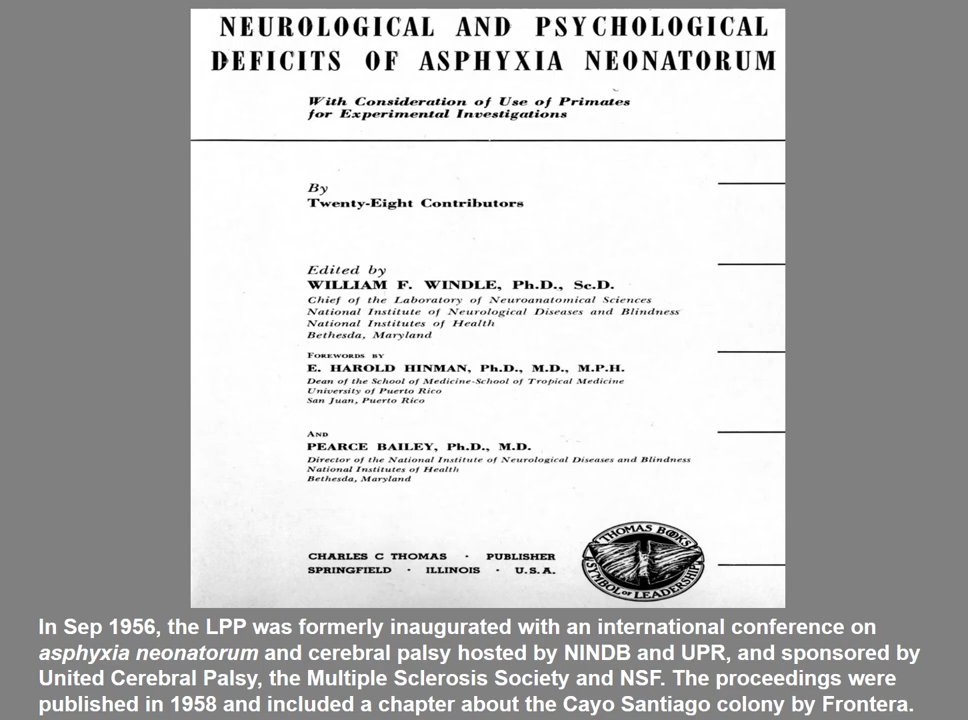 NEUROLOGICAL AND PSYCHOLOGICAL
DEFICITS OF ASPHYXIA NEONATORUM
With Consideration of Use of Primates
for Experimental Investigations
By
Twenty-Eight Contributors
Edited by
WILLIAM F. WINDLE, Ph.D., Sc.D.
Chief of the Laboratory of Neuroanatomical Sciences
National Institute of Neurological Diseases and Blindness
National Institutes of Health
Bethesda, Maryland
FOREWORDS BY
E. HAROLD HINMAN, Ph.D., M.D., M.P.H.
Dean of the School of Medicine-School of Tropical Medicine
University of Puerto Rico
San Juan, Puerto Rico
AND
PEARCE BAILEY, Ph.D., M.D.
Director of the National Institute of Neurological Diseases and Blindness
National Institutes of Health
Bethesda, Maryland
THOMAS BOOKS
SYMBOL OF LEADERSHIP
CHARLES C THOMAS · PUBLISHER
SPRINGFIELD · ILLINOIS · U.S.A.
In Sep 1956, the LPP was formerly inaugurated with an international conference on
asphyxia neonatorum and cerebral palsy hosted by NINDB and UPR, and sponsored by
United Cerebral Palsy, the Multiple Sclerosis Society and NSF. The proceedings were
published in 1958 and included a chapter about the Cayo Santiago colony by Frontera.